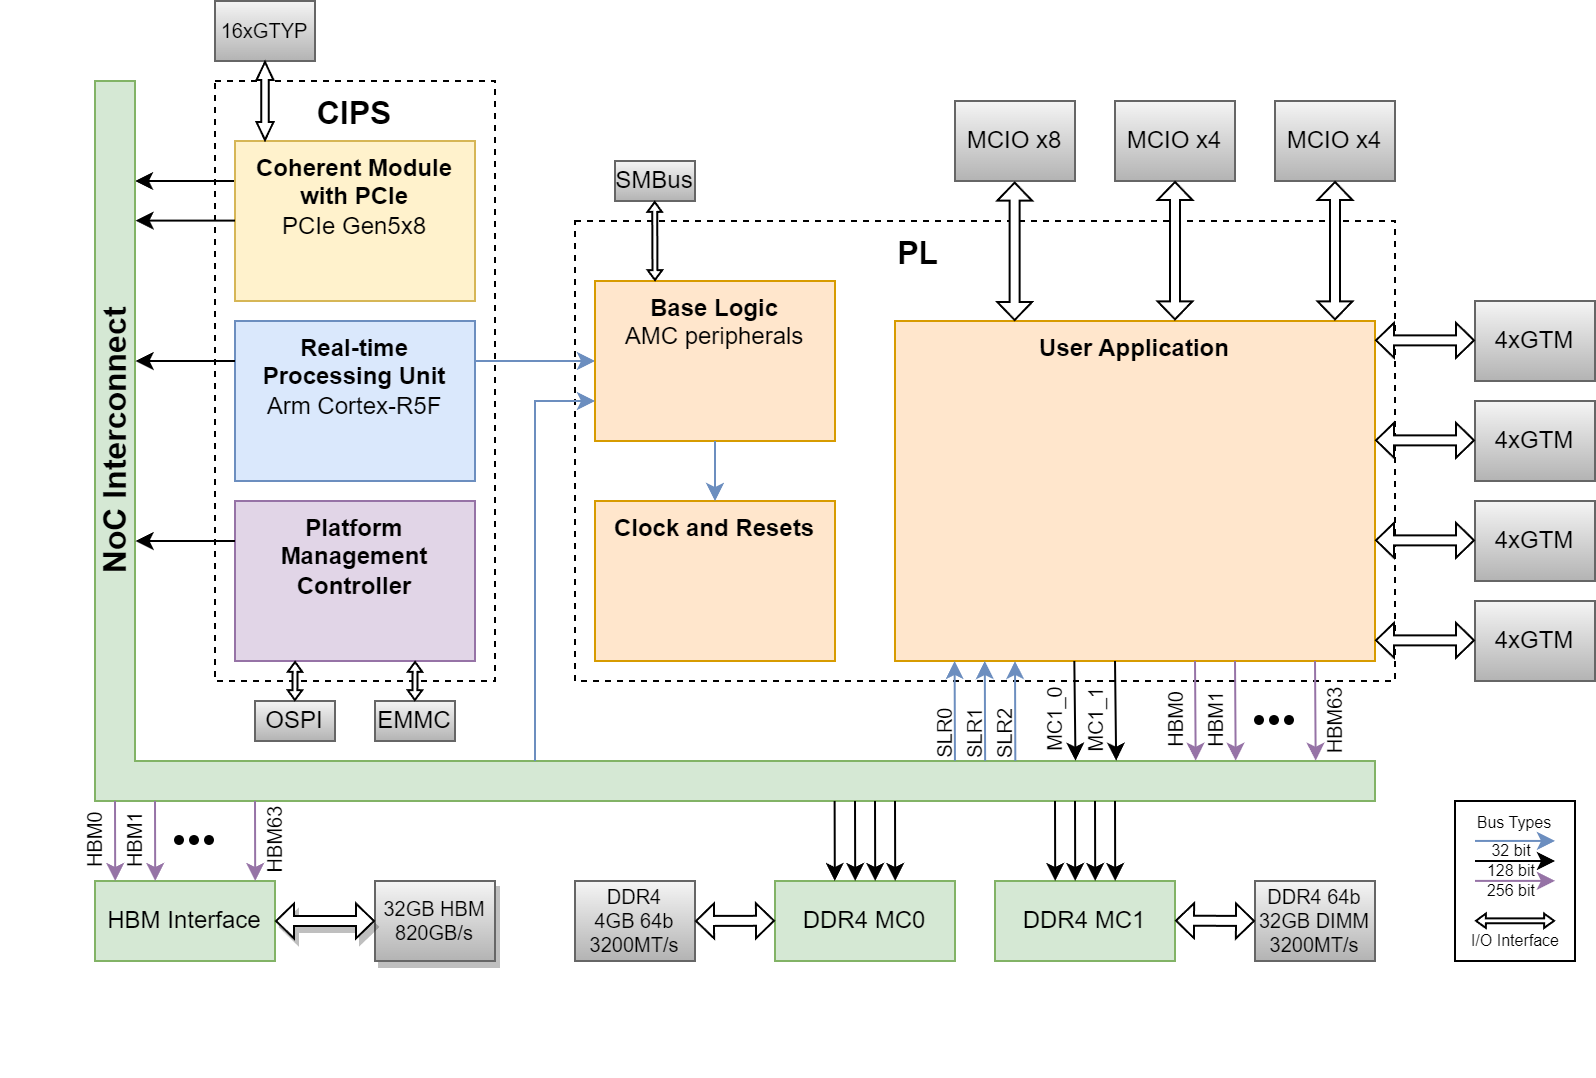 16xGTYP
CIPS
Coherent Module
with PCIe
PCIe Gen5x8
Real-time
Processing Unit
Arm Cortex-R5F
Platform
Management
Controller
OSPI
EMMC
NoC Interconnect
SMBus
PL
Base Logic
AMC peripherals
Clock and Resets
MCIO x8
MCIO x4
MCIO x4
User Application
4xGTM
4xGTM
4xGTM
4xGTM
SLR0
SLR1
SLR2
MC1_0
MC1_1
HBM0
HBM1
HBM63
HBM0
HBM1
HBM63
HBM Interface
32GB HBM
820GB/s
DDR4
4GB 64b
3200MT/s
DDR4 MC0
DDR4 MC1
DDR4 64b
32GB DIMM
3200MT/s
Bus Types
32 bit
128 bit
256 bit
I/O Interface